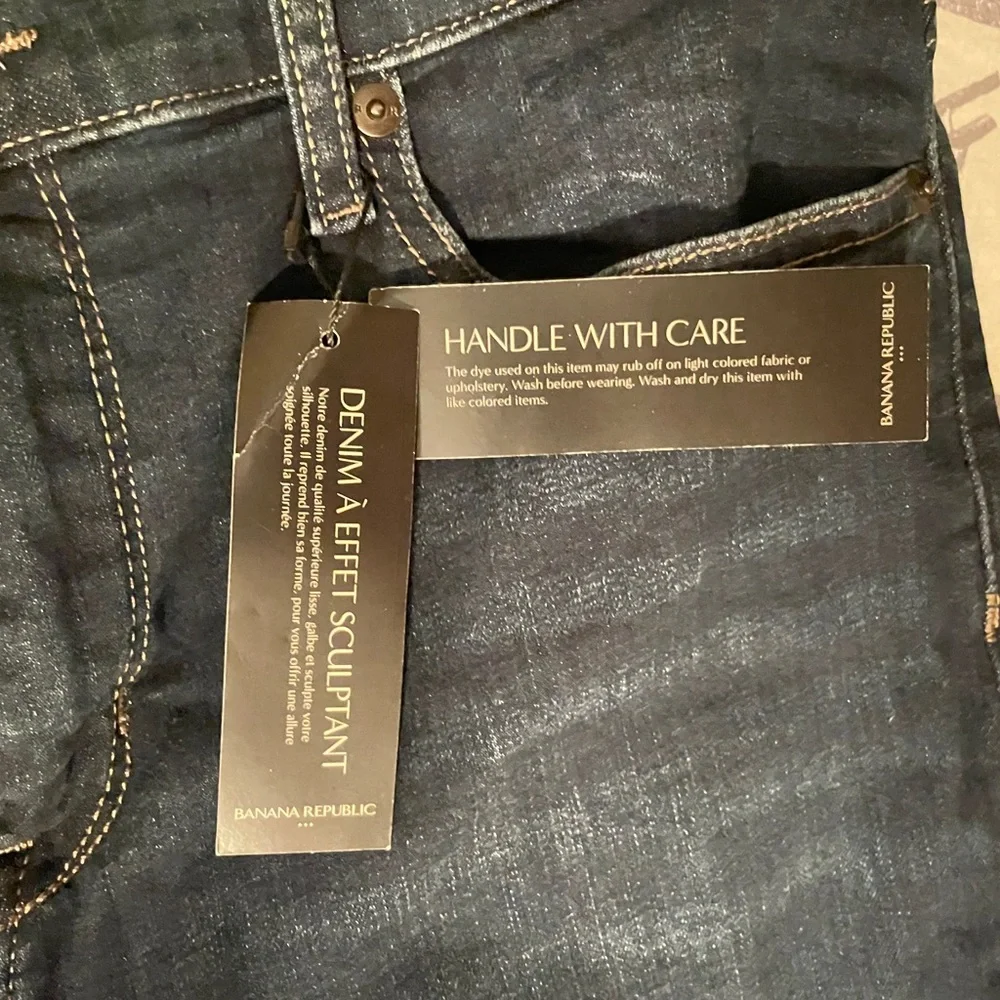 HANDLE WITH CARE
The dye used on this item may rub off on light colored fabric or
upholstery. Wash before wearing. Wash and dry this item with
like colored items.
BANANA REPUBLIC
DENIM À EFFET SCULPTANT
Notre denim de qualité supérieure lisse, galbe et sculpte votre
silhouette. Il reprend bien sa forme, pour vous offrir une allure
soignée toute la journée.
BANANA REPUBLIC